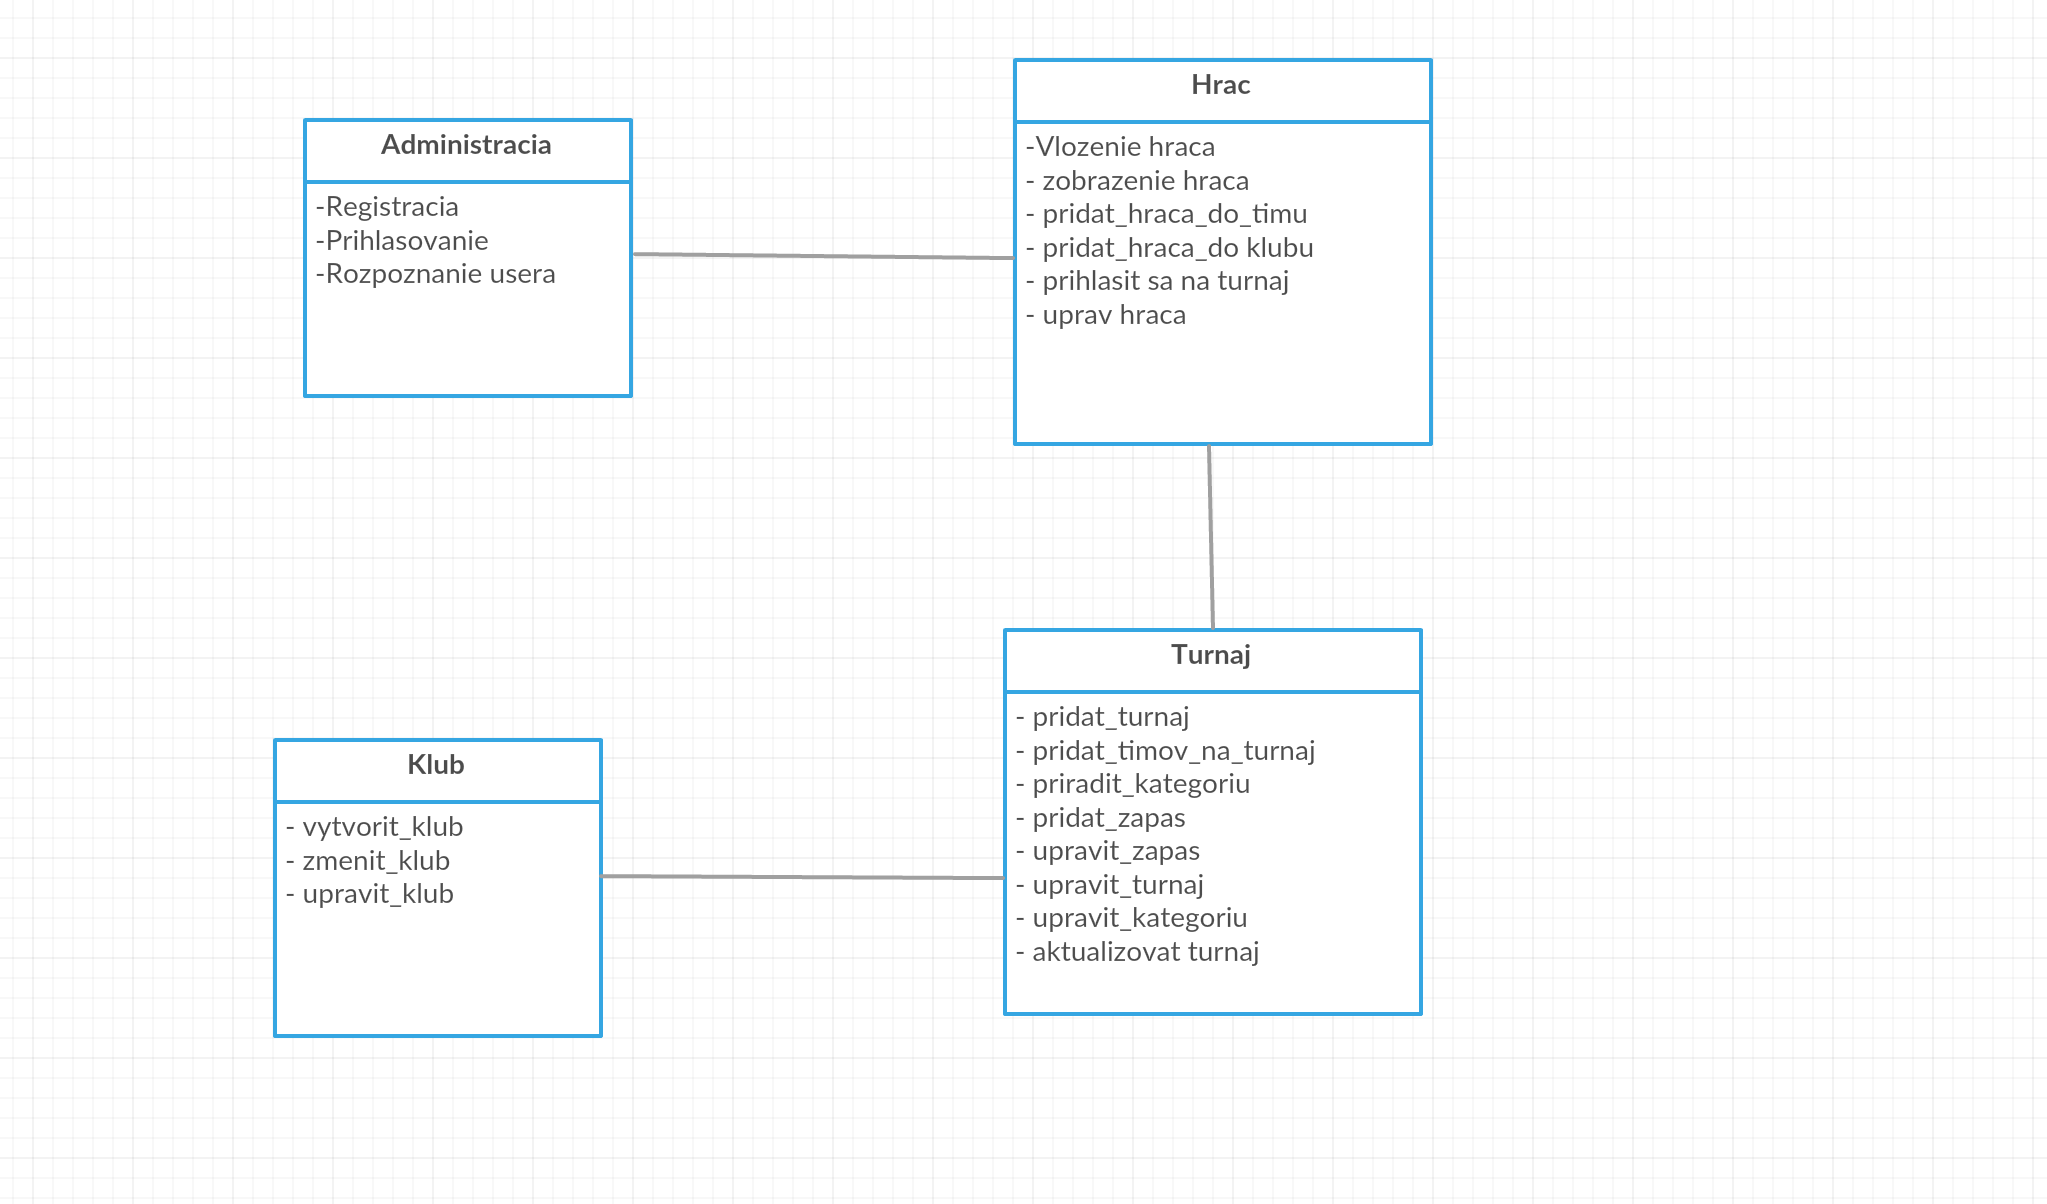 Administracia
-Registracia
-Prihlasovanie
-Rozpoznanie usera
Hrac
-Vlozenie hraca
- zobrazenie hraca
- pridat_hraca_do_timu
- pridat_hraca_do klubu
- prihlasit sa na turnaj
- uprav hraca
Klub
- vytvorit_klub
- zmenit_klub
- upravit_klub
Turnaj
- pridat_turnaj
- pridat_timov_na_turnaj
- priradit_kategoriu
- pridat_zapas
- upravit_zapas
- upravit_turnaj
- upravit_kategoriu
- aktualizovat turnaj